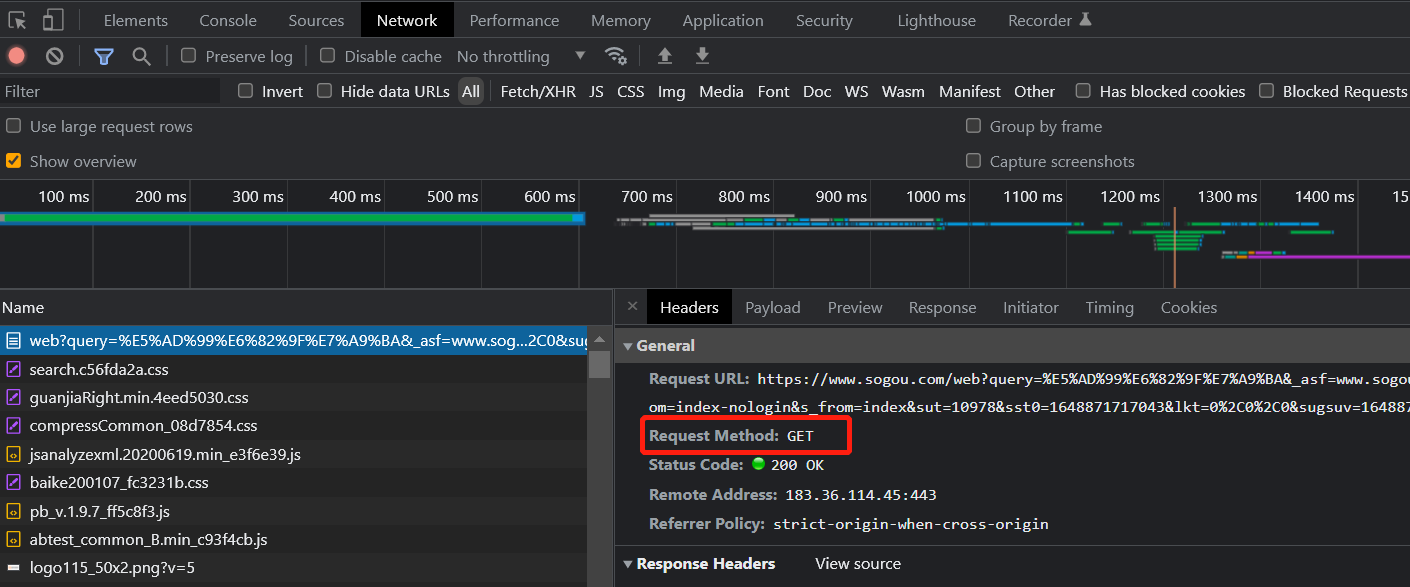 Elements Console Sources Network Performance Memory Application Security Lighthouse Recorder
Preserve log Disable cache No throttling
Filter Invert Hide data URLs All Fetch/XHR JS CSS Img Media Font Doc WS Wasm Manifest Other Has blocked cookies Blocked Requests
Use large request rows Group by frame
Show overview Capture screenshots
100 ms 200 ms 300 ms 400 ms 500 ms 600 ms 700 ms 800 ms 900 ms 1000 ms 1100 ms 1200 ms 1300 ms 1400 ms 15
Name
web?query=%E5%AD%99%E6%82%9F%E7%A9%BA&_asf=www.sog...2C0&sug
search.c56fda2a.css
guanjiaRight.min.4eed5030.css
compressCommon_08d7854.css
jsanalyzexml.20200619.min_e3f6e39.js
baike200107_fc3231b.css
pb_v.1.9.7_ff5c8f3.js
abtest_common_B.min_c93f4cb.js
logo115_50x2.png?v=5
× Headers Payload Preview Response Initiator Timing Cookies
General
Request URL: https://www.sogou.com/web?query=%E5%AD%99%E6%82%9F%E7%A9%BA&_asf=www.sogou
om=index-nologin&s_from=index&sut=10978&sst0=1648871717043&lkt=0%2C0%2C0&sugsuv=164887
Request Method: GET
Status Code: 200 OK
Remote Address: 183.36.114.45:443
Referrer Policy: strict-origin-when-cross-origin
Response Headers View source